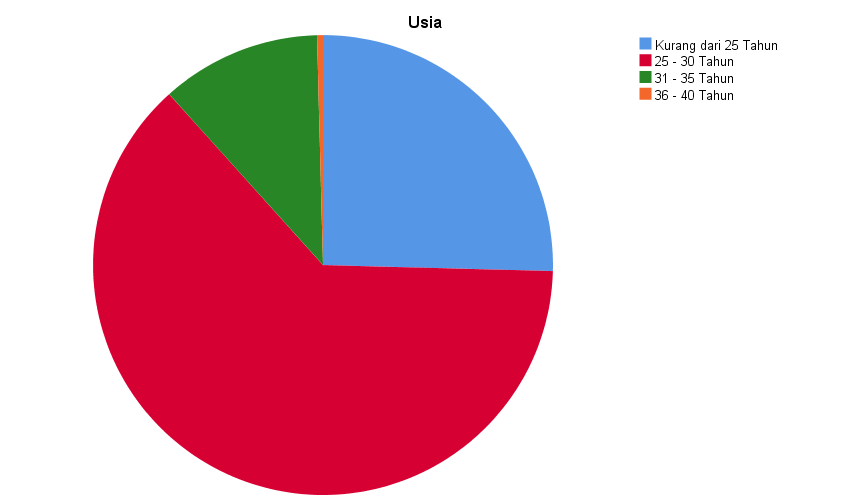 Usia
Kurang dari 25 Tahun
25 - 30 Tahun
31 - 35 Tahun
36 - 40 Tahun